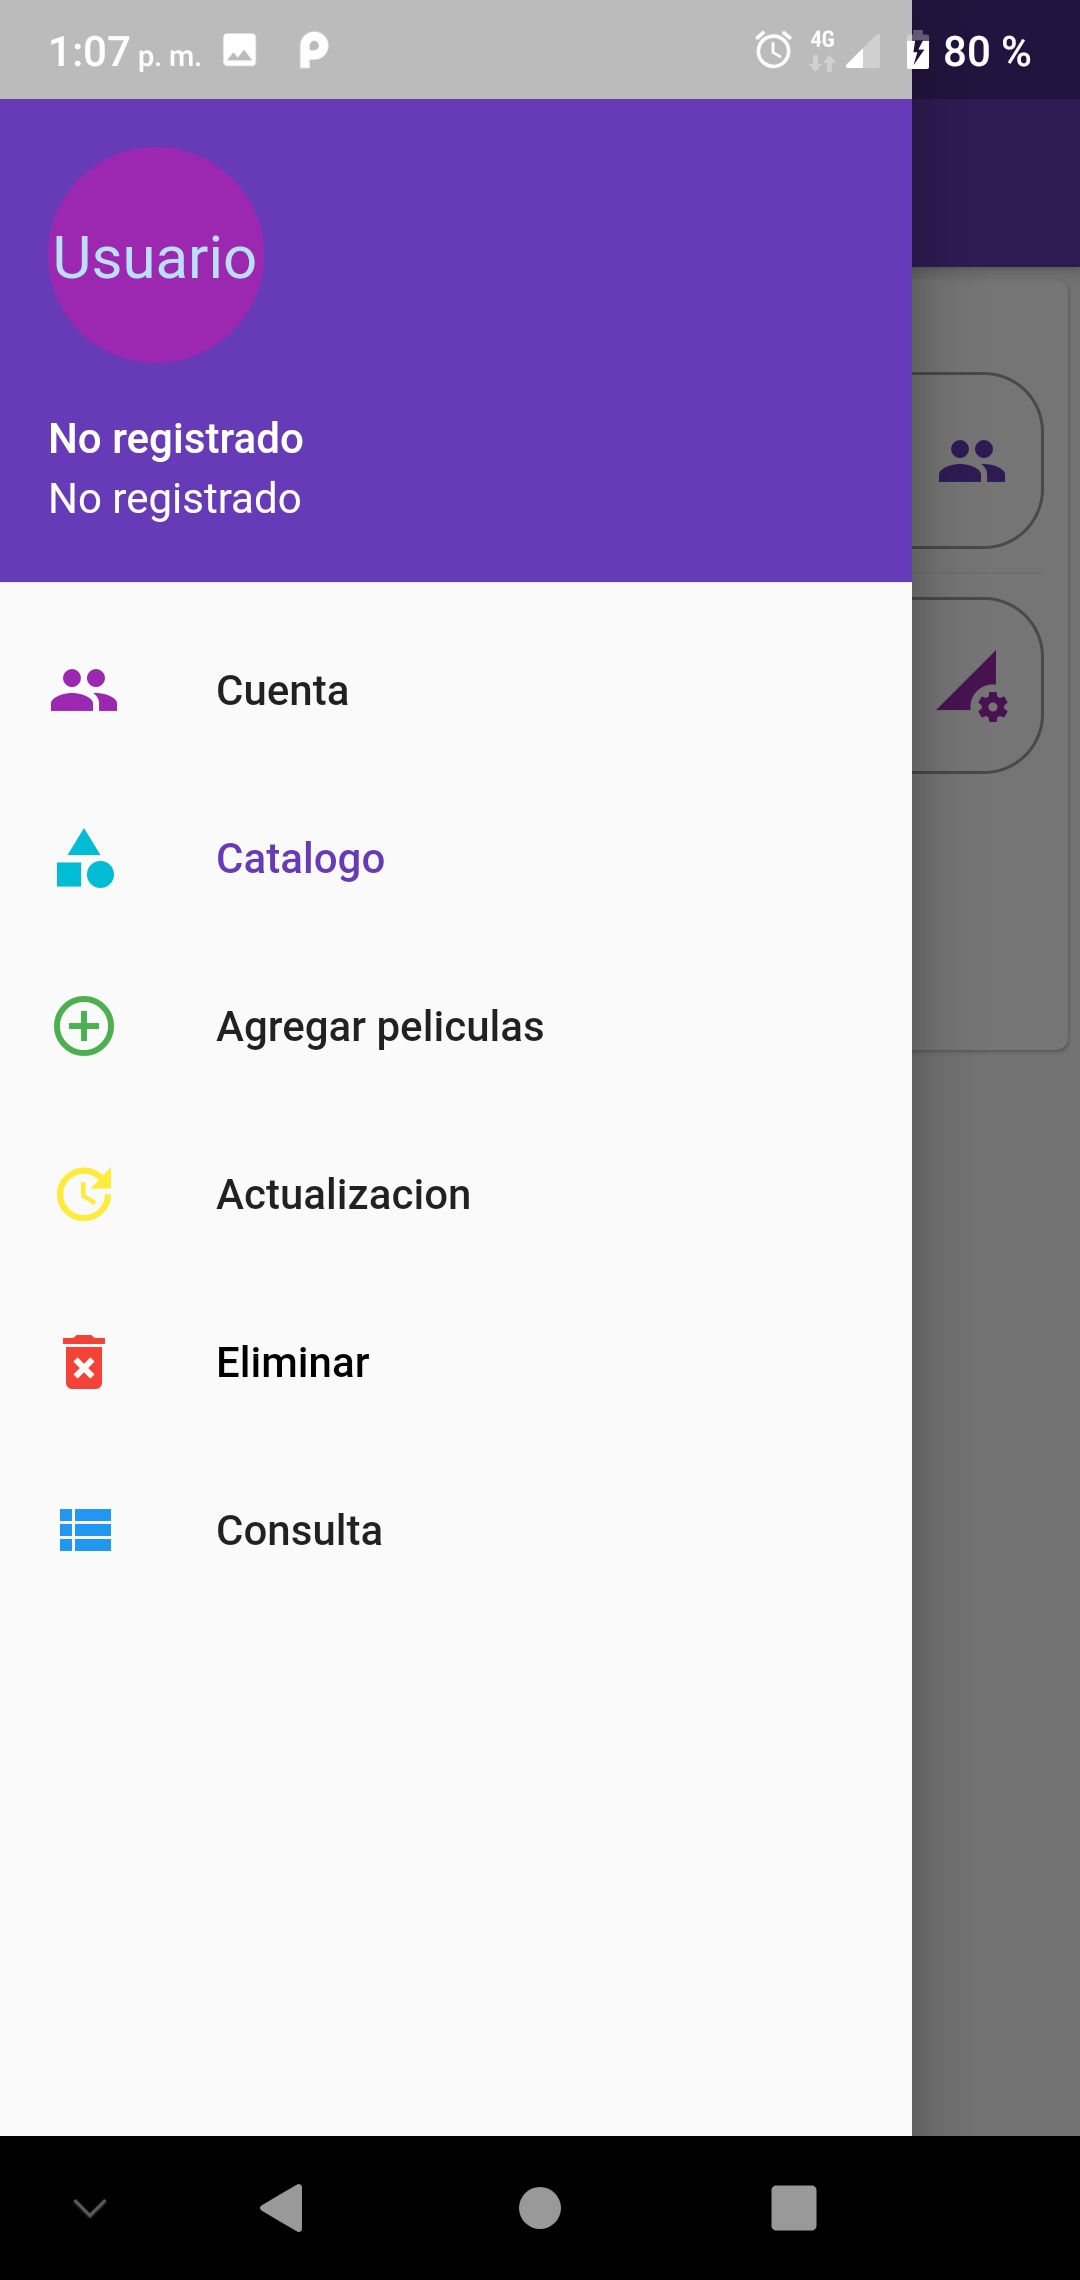 1:07 p. m. 4G 80 %
Usuario
No registrado
No registrado
Cuenta
Catalogo
Agregar peliculas
Actualizacion
Eliminar
Consulta